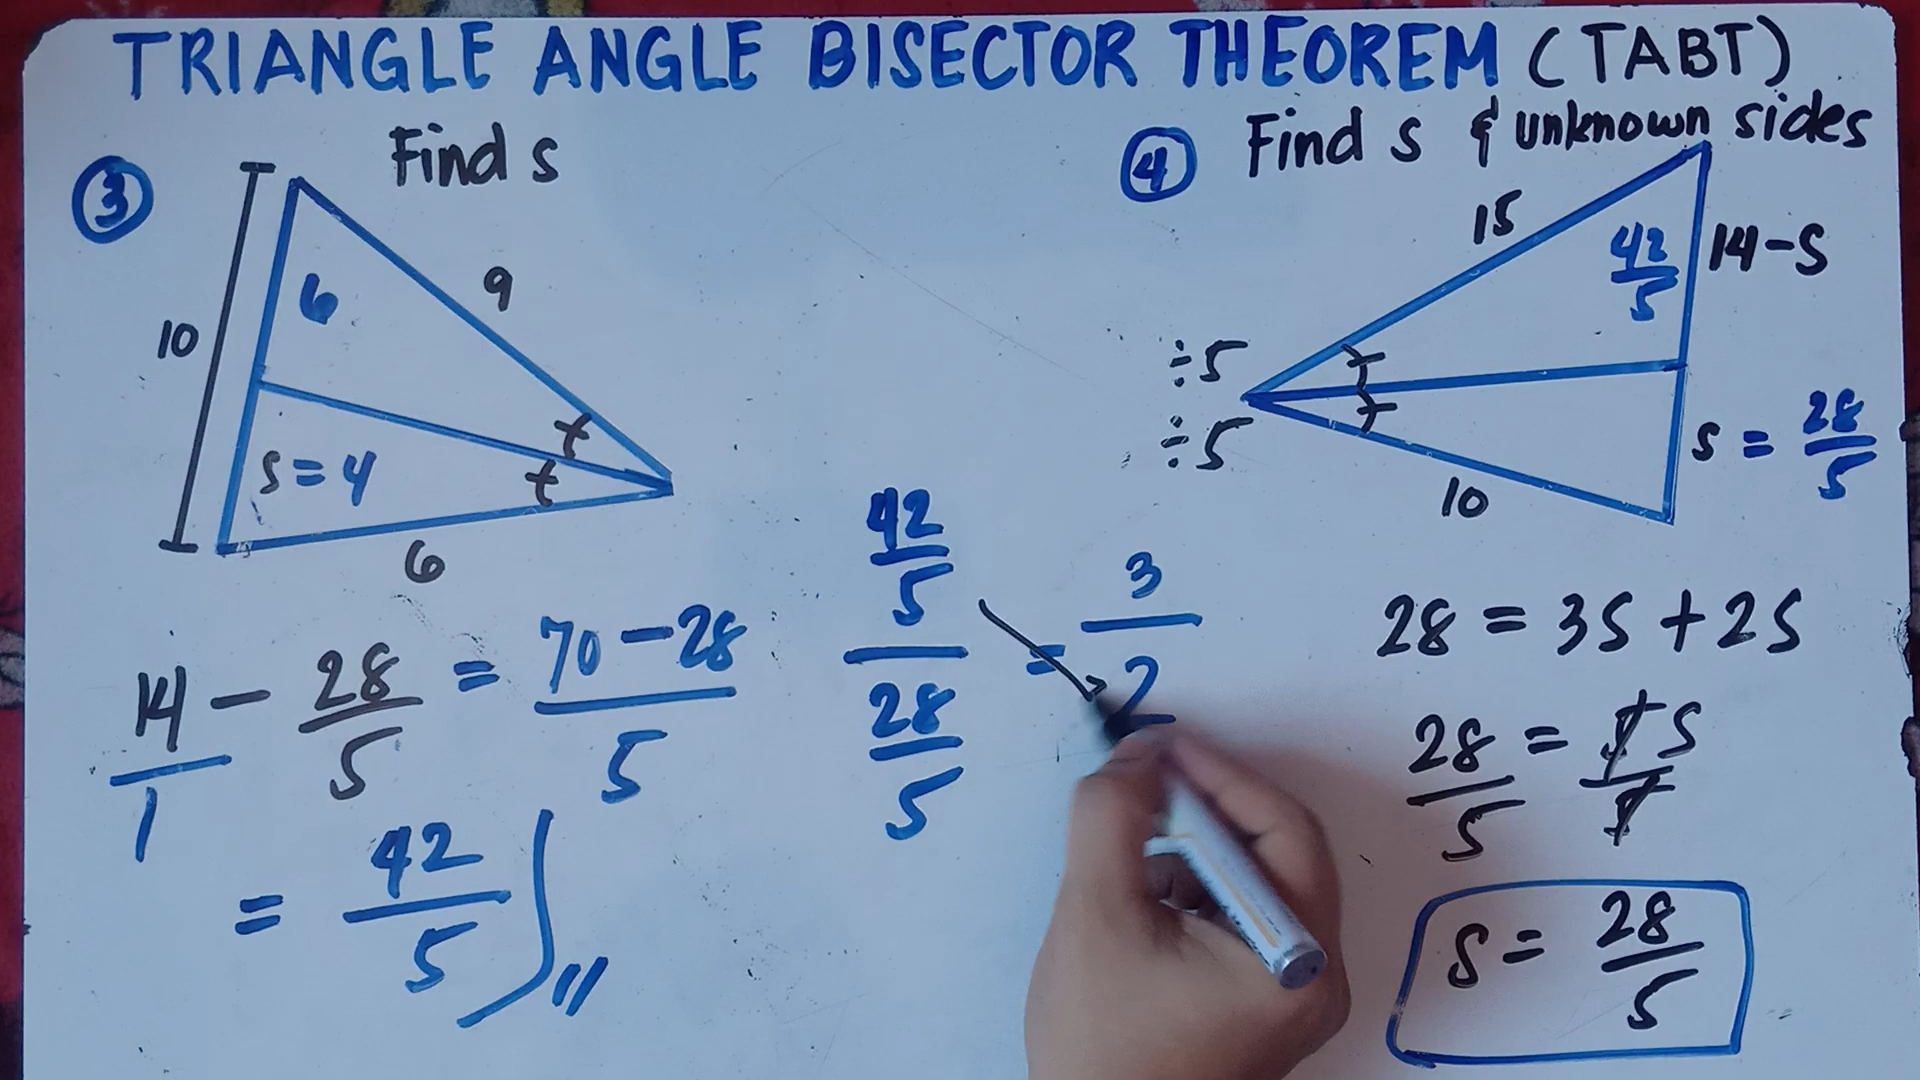 TRIANGLE ANGLE BISECTOR THEOREM (TABT)
③ Find s
10
6
9
s = 4
6
④ Find s & unknown sides
15
42/5
14-s
÷5
÷5
s = 28/5
10
14/1 - 28/5 = 70-28/5
= 42/5
42/5 / 28/5 = 3/2
28 = 3s + 2s
28/5 = 5s/5
s = 28/5